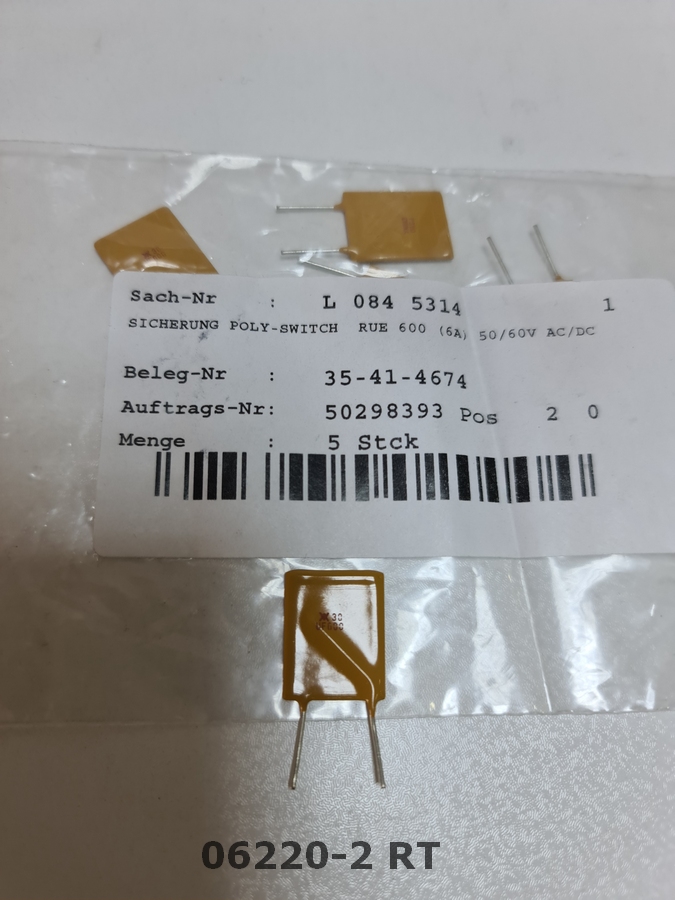 Sach-Nr : L 084 5314 1
SICHERUNG POLY-SWITCH RUE 600 (6A) 50/60V AC/DC
Beleg-Nr : 35-41-4674
Auftrags-Nr: 50298393 Pos 2 0
Menge : 5 Stck
06220-2 RT